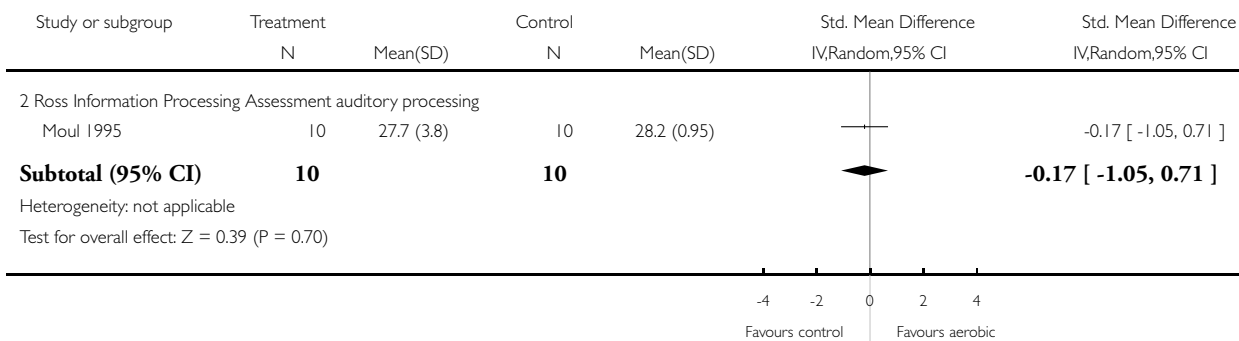 Study or subgroup Treatment Control Std. Mean Difference Std. Mean Difference
N Mean(SD) N Mean(SD) IV,Random,95% CI IV,Random,95% CI
2 Ross Information Processing Assessment auditory processing
Moul 1995 10 27.7 (3.8) 10 28.2 (0.95) -0.17 [ -1.05, 0.71 ]
Subtotal (95% CI) 10 10 -0.17 [ -1.05, 0.71 ]
Heterogeneity: not applicable
Test for overall effect: Z = 0.39 (P = 0.70)
-4 -2 0 2 4
Favours control Favours aerobic